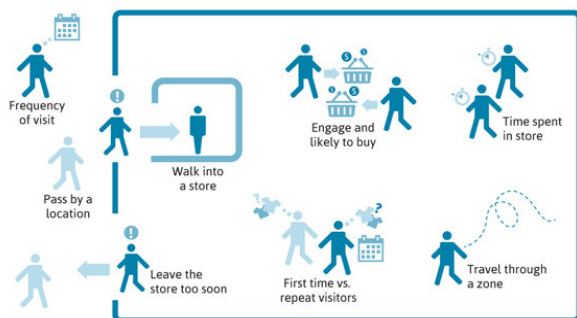 Frequency
of visit
Pass by a
location
Walk into
a store
Leave the
store too soon
Engage and
likely to buy
Time spent
in store
First time vs.
repeat visitors
Travel through
a zone